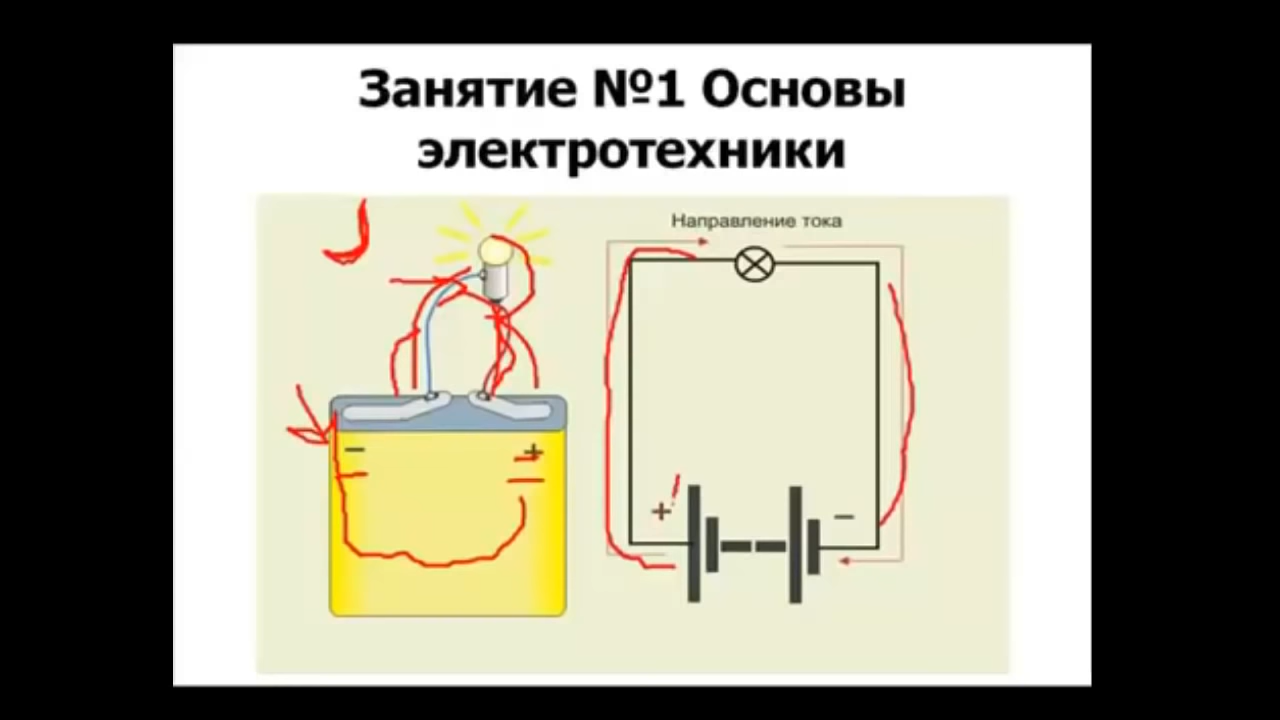 Занятие №1 Основы
электротехники
Направление тока
− +
+ −